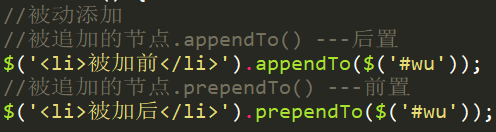 //被动添加
//被追加的节点.appendTo() ---后置
$('<li>被加前</li>').appendTo($('#wu'));
//被追加的节点.prependTo() ---前置
$('<li>被加后</li>').prependTo($('#wu'));